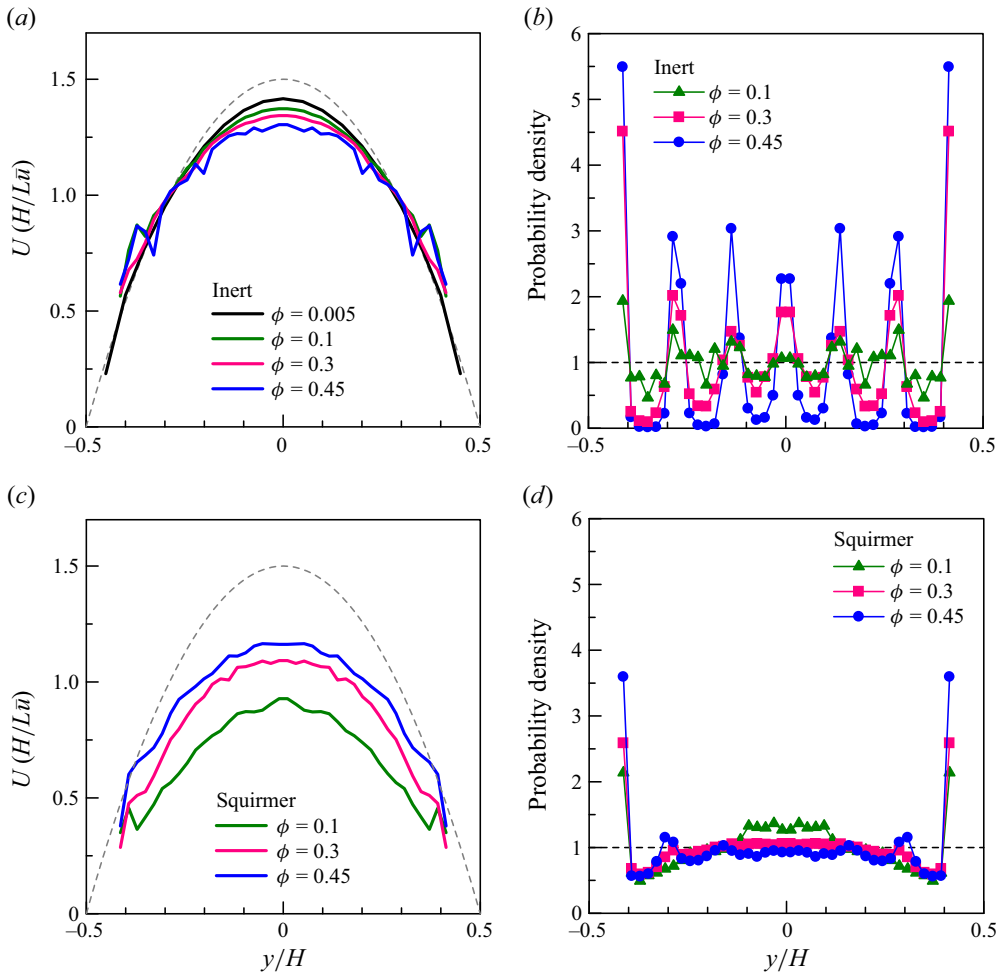 (a)
1.5
1.0
0.5
0
U (H/Lū)
Inert
ϕ = 0.005
ϕ = 0.1
ϕ = 0.3
ϕ = 0.45
−0.5
0
0.5
(b)
6
5
4
3
2
1
0
Probability density
Inert
ϕ = 0.1
ϕ = 0.3
ϕ = 0.45
−0.5
0
0.5
(c)
1.5
1.0
0.5
0
U (H/Lū)
Squirmer
ϕ = 0.1
ϕ = 0.3
ϕ = 0.45
−0.5
0
0.5
y/H
(d)
6
5
4
3
2
1
0
Probability density
Squirmer
ϕ = 0.1
ϕ = 0.3
ϕ = 0.45
−0.5
0
0.5
y/H